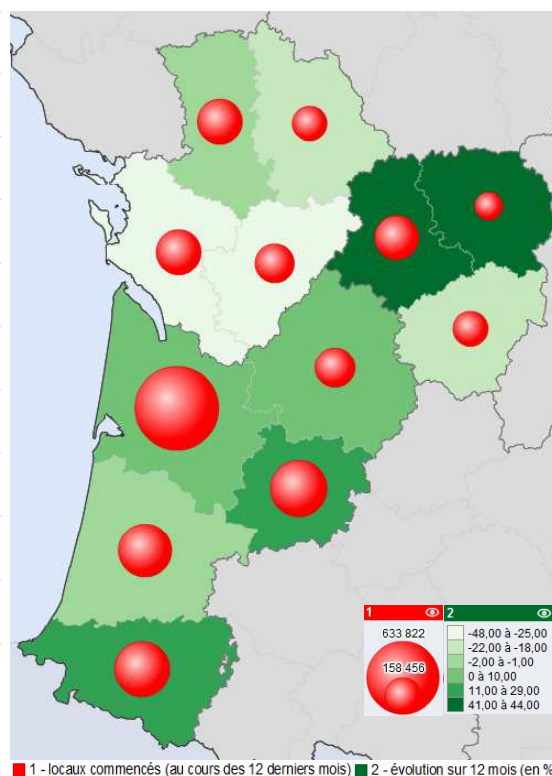 1
2
633 822
158 456
-48,00 à -25,00
-22,00 à -18,00
-2,00 à -1,00
0 à 10,00
11,00 à 29,00
41,00 à 44,00
1 - locaux commencés (au cours des 12 derniers mois) 2 - évolution sur 12 mois (en %